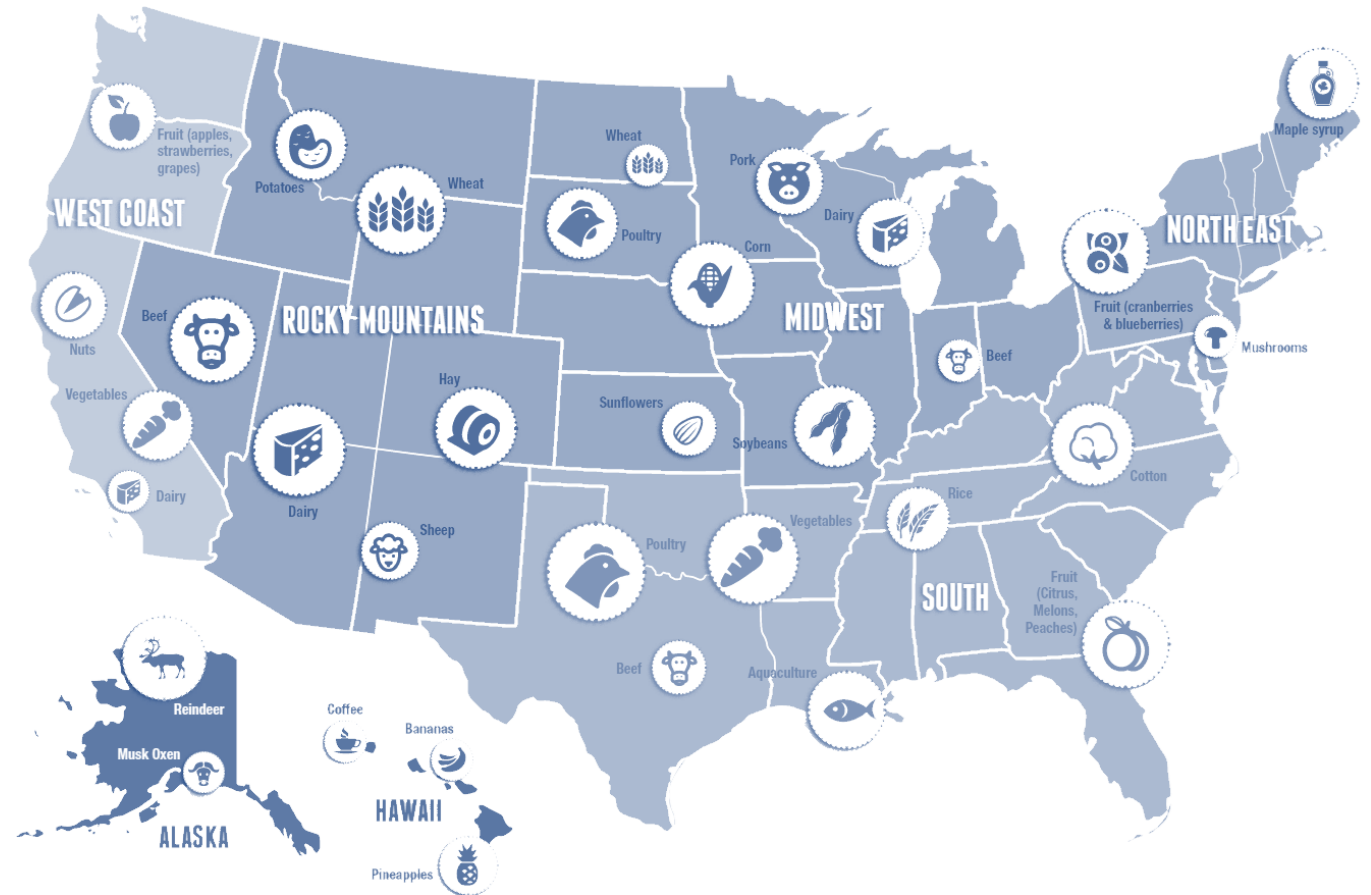 Maple syrup
Fruit (apples,
strawberries,
grapes)
Potatoes
Wheat
Wheat
Poultry
Pork
Dairy
Corn
WEST COAST
NORTH EAST
Nuts
Beef
ROCKY MOUNTAINS
MIDWEST
Fruit (cranberries
& blueberries)
Mushrooms
Beef
Vegetables
Hay
Sunflowers
Soybeans
Cotton
Dairy
Dairy
Rice
Sheep
Poultry
Vegetables
SOUTH
Fruit
(Citrus,
Melons,
Peaches)
Beef
Aquaculture
Reindeer
Musk Oxen
ALASKA
Coffee
Bananas
HAWAII
Pineapples